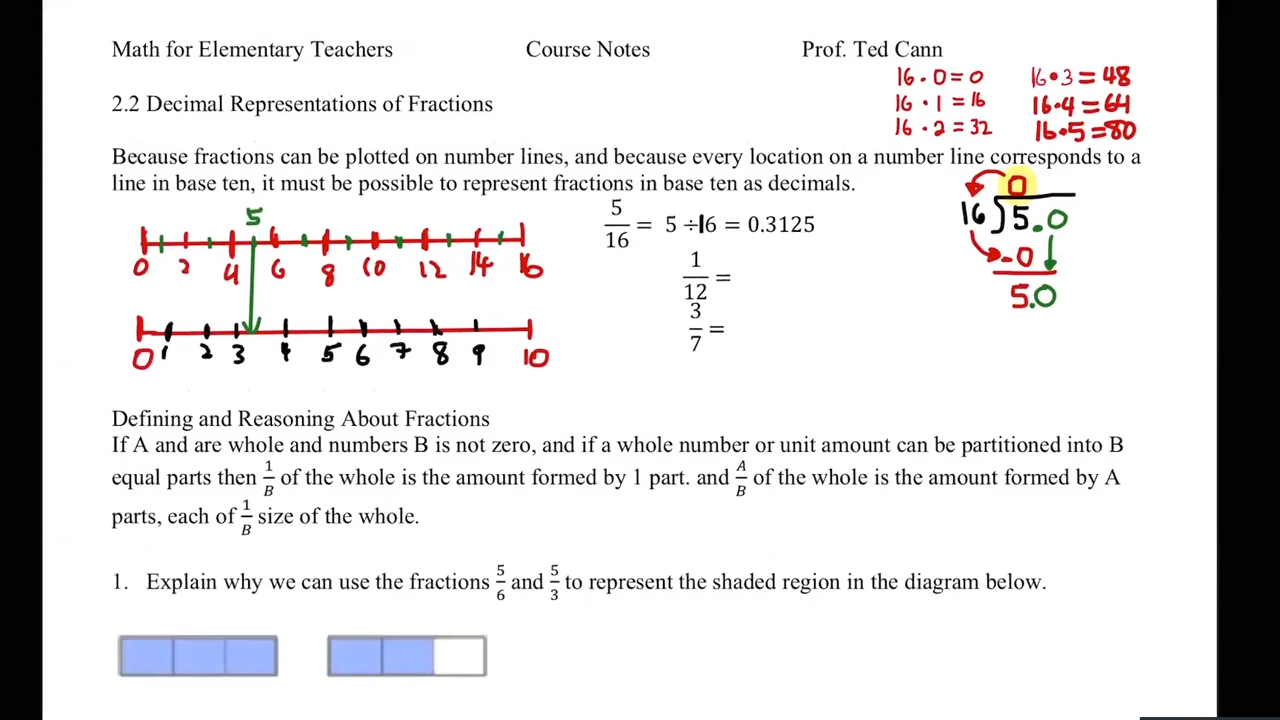 Math for Elementary Teachers Course Notes Prof. Ted Cann
16 · 0 = 0 16 • 3 = 48
16 · 1 = 16 16 • 4 = 64
16 · 2 = 32 16 • 5 = 80
2.2 Decimal Representations of Fractions
Because fractions can be plotted on number lines, and because every location on a number line corresponds to a
line in base ten, it must be possible to represent fractions in base ten as decimals.
5
0 2 4 6 8 10 12 14 16
0 1 2 3 4 5 6 7 8 9 10
5/16 = 5 ÷16 = 0.3125
1/12 =
3/7 =
0
16 ) 5.0
-0
5.0
Defining and Reasoning About Fractions
If A and are whole and numbers B is not zero, and if a whole number or unit amount can be partitioned into B
equal parts then 1/B of the whole is the amount formed by 1 part. and A/B of the whole is the amount formed by A
parts, each of 1/B size of the whole.
1. Explain why we can use the fractions 5/6 and 5/3 to represent the shaded region in the diagram below.